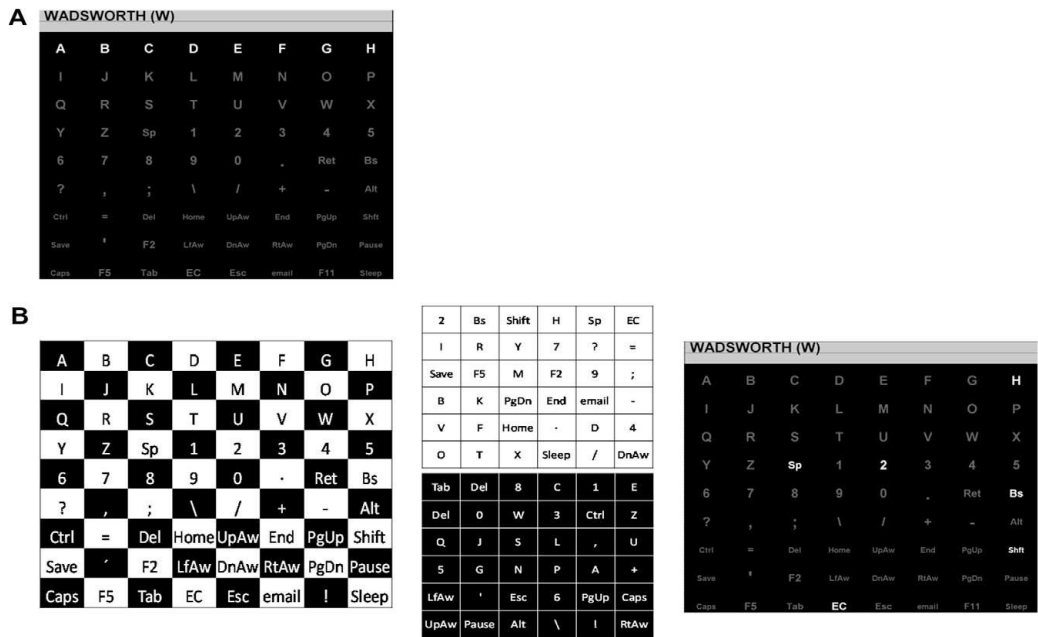 A
WADSWORTH (W)
A B C D E F G H
I J K L M N O P
Q R S T U V W X
Y Z Sp 1 2 3 4 5
6 7 8 9 0 . Ret Bs
? , ; \ / + - Alt
Ctrl = Del Home UpAw End PgUp Shft
Save ' F2 LfAw DnAw RtAw PgDn Pause
Caps F5 Tab EC Esc email F11 Sleep
B
A B C D E F G H
I J K L M N O P
Q R S T U V W X
Y Z Sp 1 2 3 4 5
6 7 8 9 0 · Ret Bs
? , ; \ / + - Alt
Ctrl = Del Home UpAw End PgUp Shift
Save ´ F2 LfAw DnAw RtAw PgDn Pause
Caps F5 Tab EC Esc email ! Sleep
2 Bs Shift H Sp EC
I R Y 7 ? =
Save F5 M F2 9 ;
B K PgDn End email -
V F Home · D 4
O T X Sleep / DnAw
Tab Del 8 C 1 E
Del 0 W 3 Ctrl Z
Q J S L , U
5 G N P A +
LfAw ' Esc 6 PgUp Caps
UpAw Pause Alt \ ! RtAw
WADSWORTH (W)
A B C D E F G H
I J K L M N O P
Q R S T U V W X
Y Z Sp 1 2 3 4 5
6 7 8 9 0 . Ret Bs
? , ; \ / + - Alt
Ctrl = Del Home UpAw End PgUp Shft
Save ' F2 LfAw DnAw RtAw PgDn Pause
Caps F5 Tab EC Esc email F11 Sleep